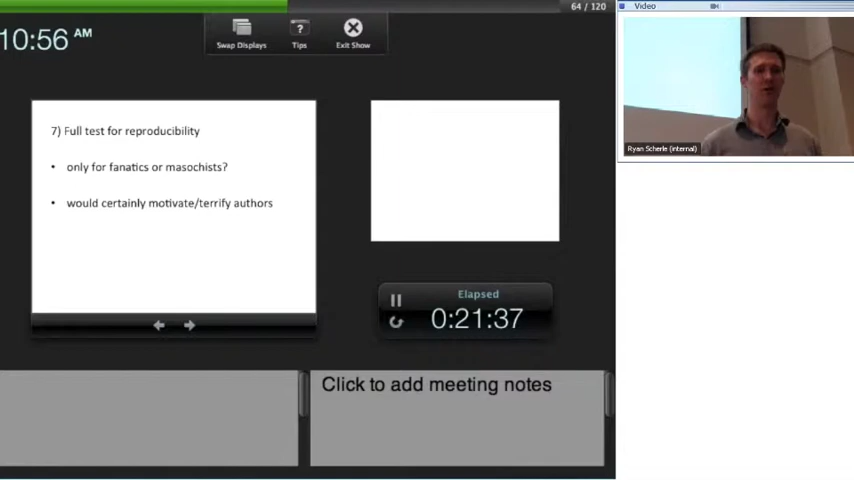 64 / 120
Video
10:56 AM
Swap Displays
Tips
Exit Show
7) Full test for reproducibility
• only for fanatics or masochists?
• would certainly motivate/terrify authors
Ryan Scherle (internal)
Elapsed
0:21:37
Click to add meeting notes